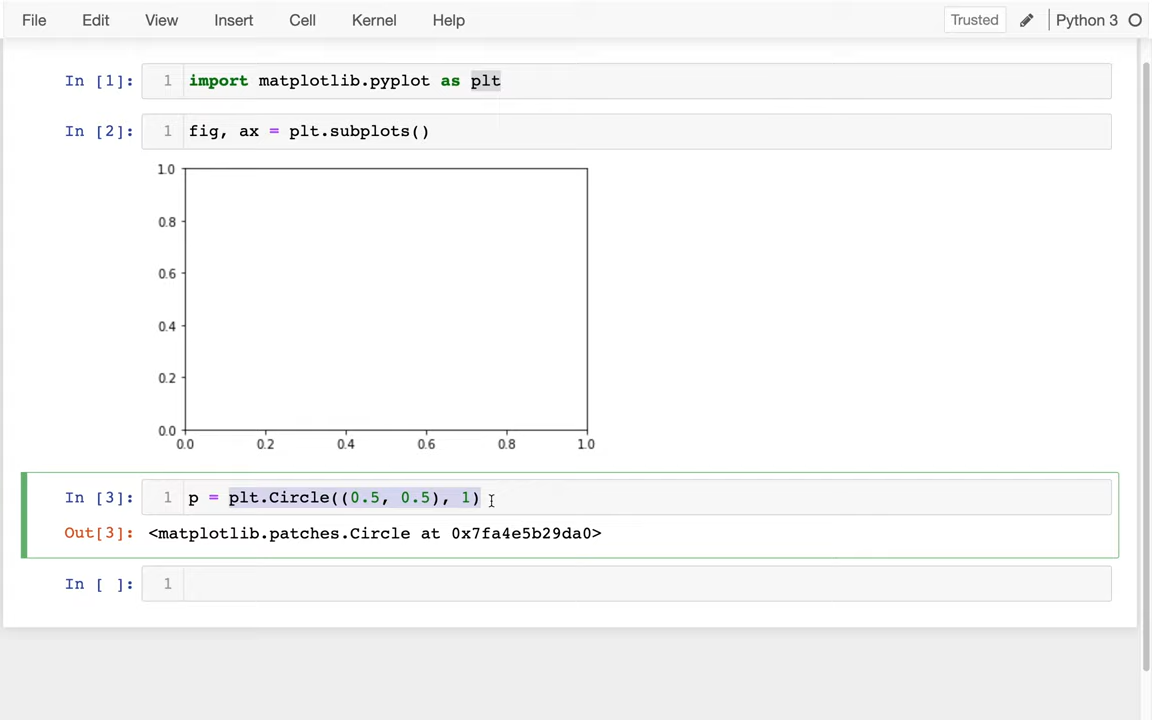 File Edit View Insert Cell Kernel Help Trusted Python 3
In [1]: 1 import matplotlib.pyplot as plt
In [2]: 1 fig, ax = plt.subplots()
1.0
0.8
0.6
0.4
0.2
0.0
0.0 0.2 0.4 0.6 0.8 1.0
In [3]: 1 p = plt.Circle((0.5, 0.5), 1)
Out[3]: <matplotlib.patches.Circle at 0x7fa4e5b29da0>
In [ ]: 1